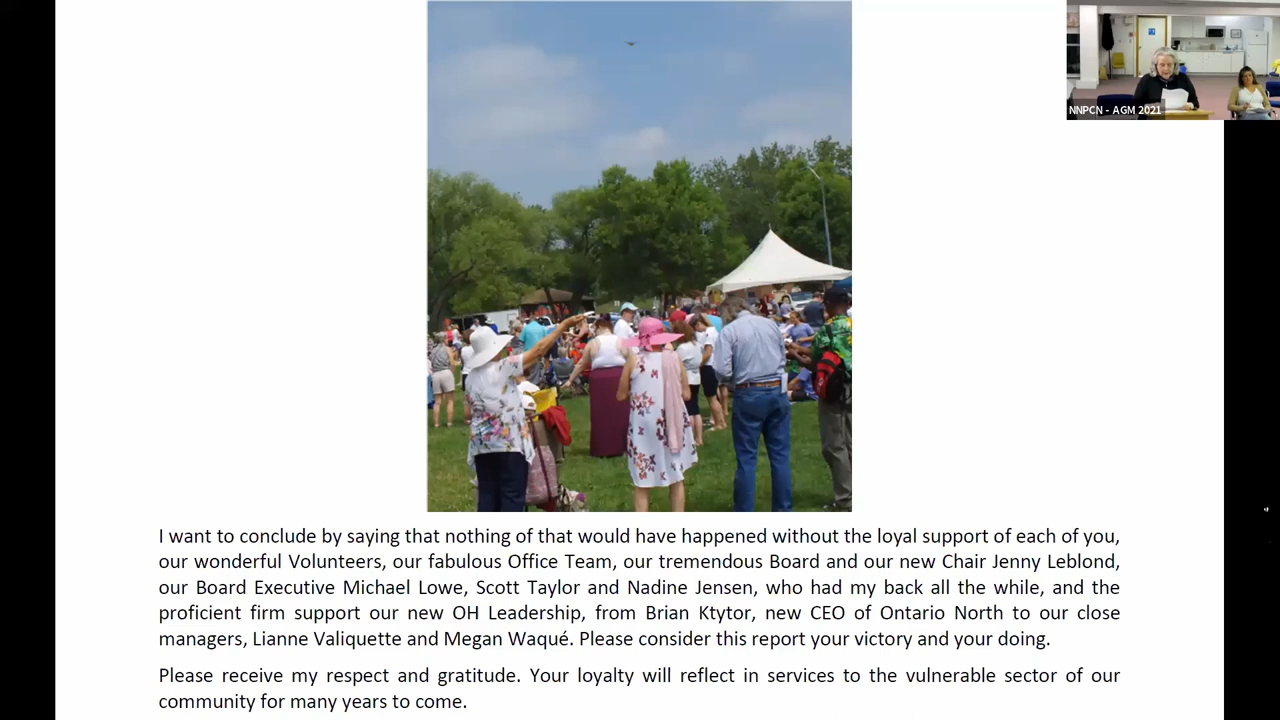 NNPCN - AGM 2021
I want to conclude by saying that nothing of that would have happened without the loyal support of each of you,
our wonderful Volunteers, our fabulous Office Team, our tremendous Board and our new Chair Jenny Leblond,
our Board Executive Michael Lowe, Scott Taylor and Nadine Jensen, who had my back all the while, and the
proficient firm support our new OH Leadership, from Brian Ktytor, new CEO of Ontario North to our close
managers, Lianne Valiquette and Megan Waqué. Please consider this report your victory and your doing.
Please receive my respect and gratitude. Your loyalty will reflect in services to the vulnerable sector of our
community for many years to come.